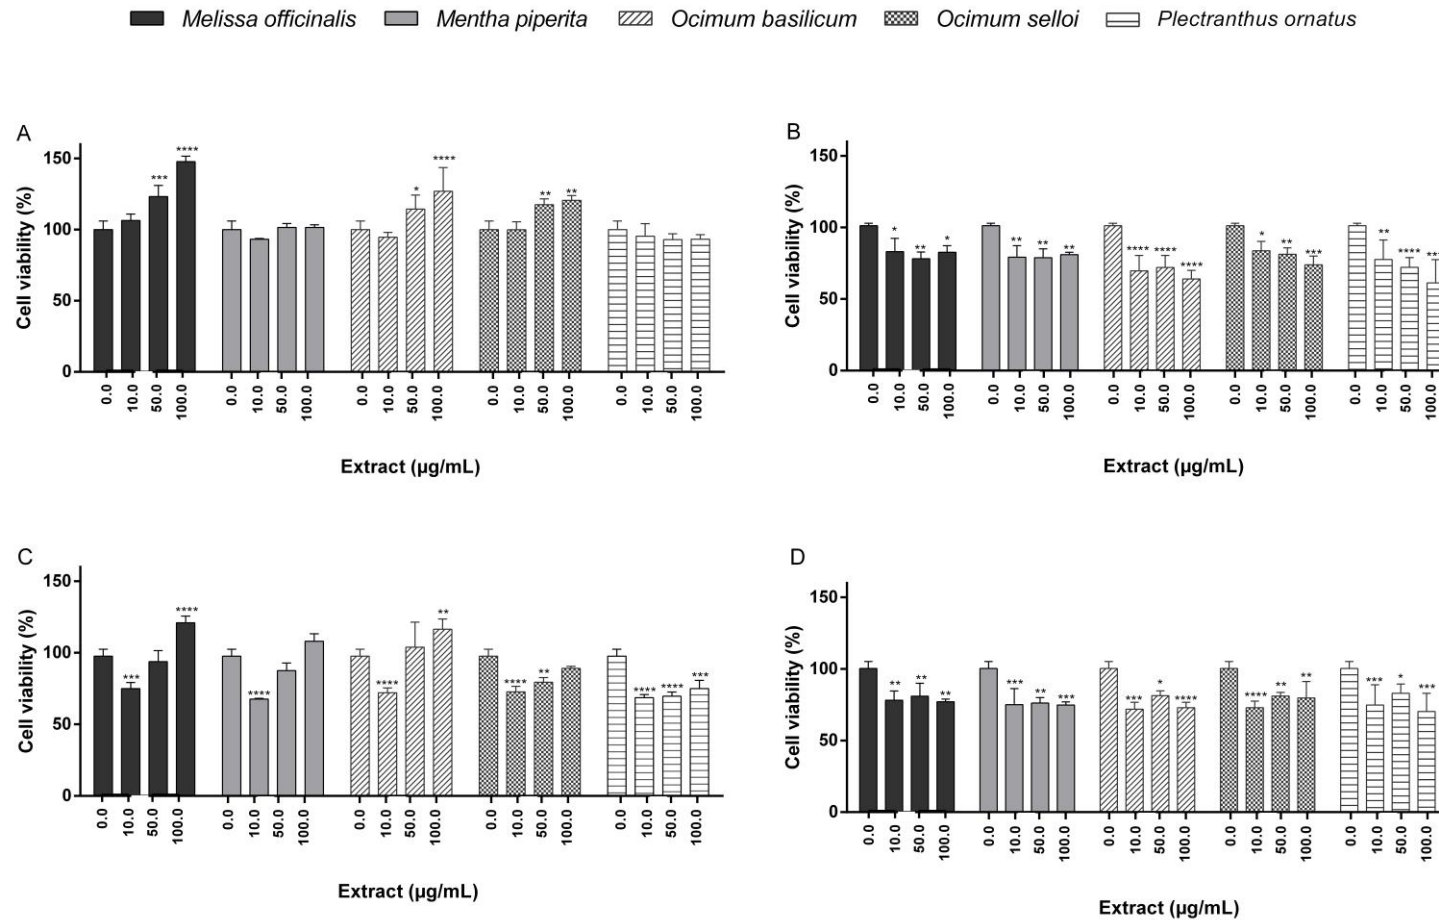 Melissa officinalis Mentha piperita Ocimum basilicum Ocimum selloi Plectranthus ornatus
A
Cell viability (%)
150
100
50
0
**** *** * **** ** **
0.0 10.0 50.0 100.0 0.0 10.0 50.0 100.0 0.0 10.0 50.0 100.0 0.0 10.0 50.0 100.0 0.0 10.0 50.0 100.0
Extract (µg/mL)
B
Cell viability (%)
150
100
50
0
* ** * ** ** ** **** **** **** * ** *** ** ****
0.0 10.0 50.0 100.0 0.0 10.0 50.0 100.0 0.0 10.0 50.0 100.0 0.0 10.0 50.0 100.0 0.0 10.0 50.0 100.0
Extract (µg/mL)
C
Cell viability (%)
150
100
50
0
*** **** **** **** ** **** ** **** **** ***
0.0 10.0 50.0 100.0 0.0 10.0 50.0 100.0 0.0 10.0 50.0 100.0 0.0 10.0 50.0 100.0 0.0 10.0 50.0 100.0
Extract (µg/mL)
D
Cell viability (%)
150
100
50
0
** ** ** *** ** *** *** * **** **** ** ** *** * ***
0.0 10.0 50.0 100.0 0.0 10.0 50.0 100.0 0.0 10.0 50.0 100.0 0.0 10.0 50.0 100.0 0.0 10.0 50.0 100.0
Extract (µg/mL)